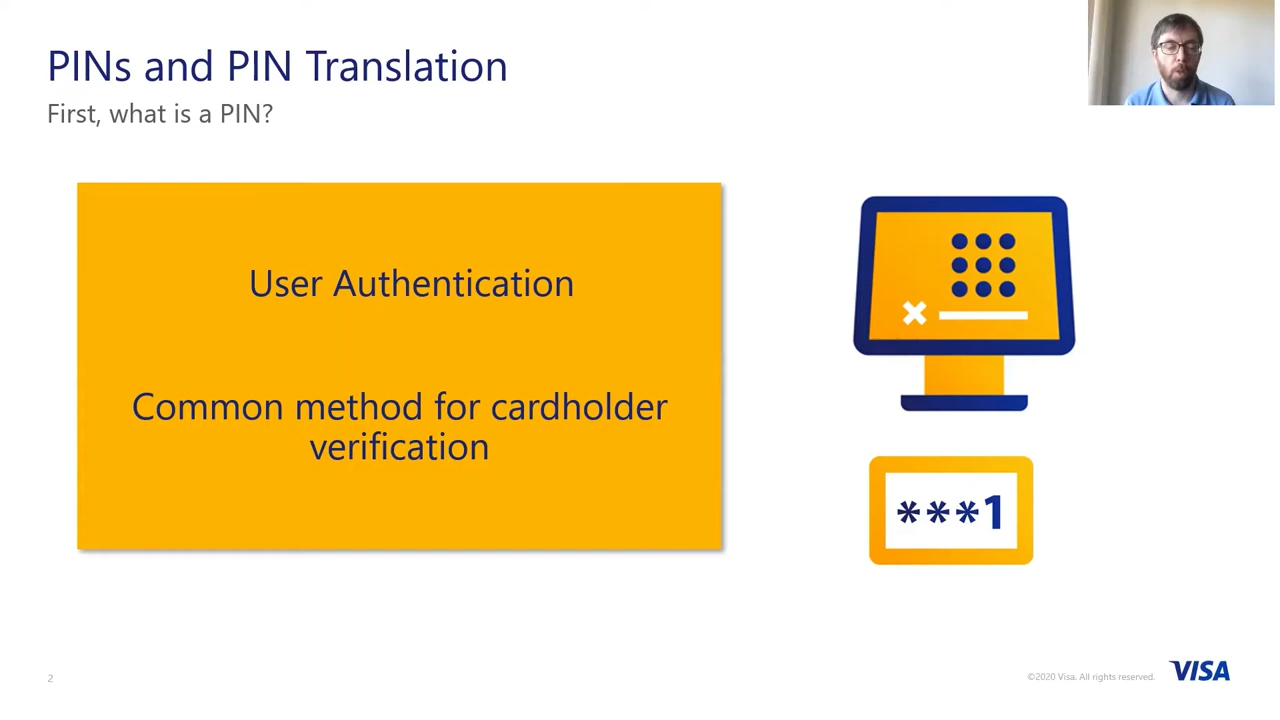 PINs and PIN Translation
First, what is a PIN?
User Authentication
Common method for cardholder
verification
***1
2
©2020 Visa. All rights reserved.
VISA